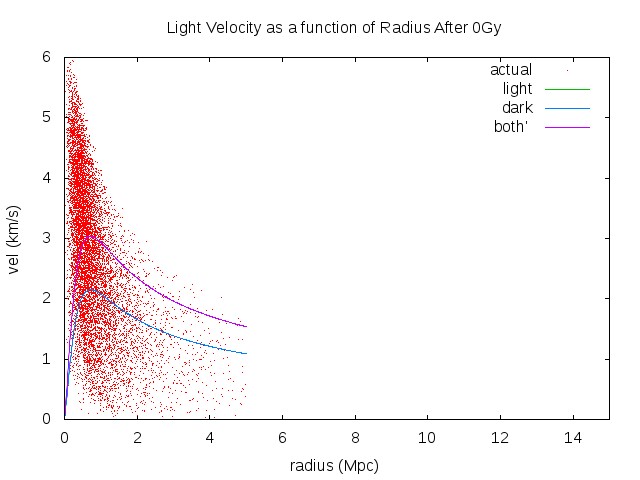 Light Velocity as a function of Radius After 0Gy
actual
light
dark
both'
6
5
4
3
2
1
0
vel (km/s)
0 2 4 6 8 10 12 14
radius (Mpc)